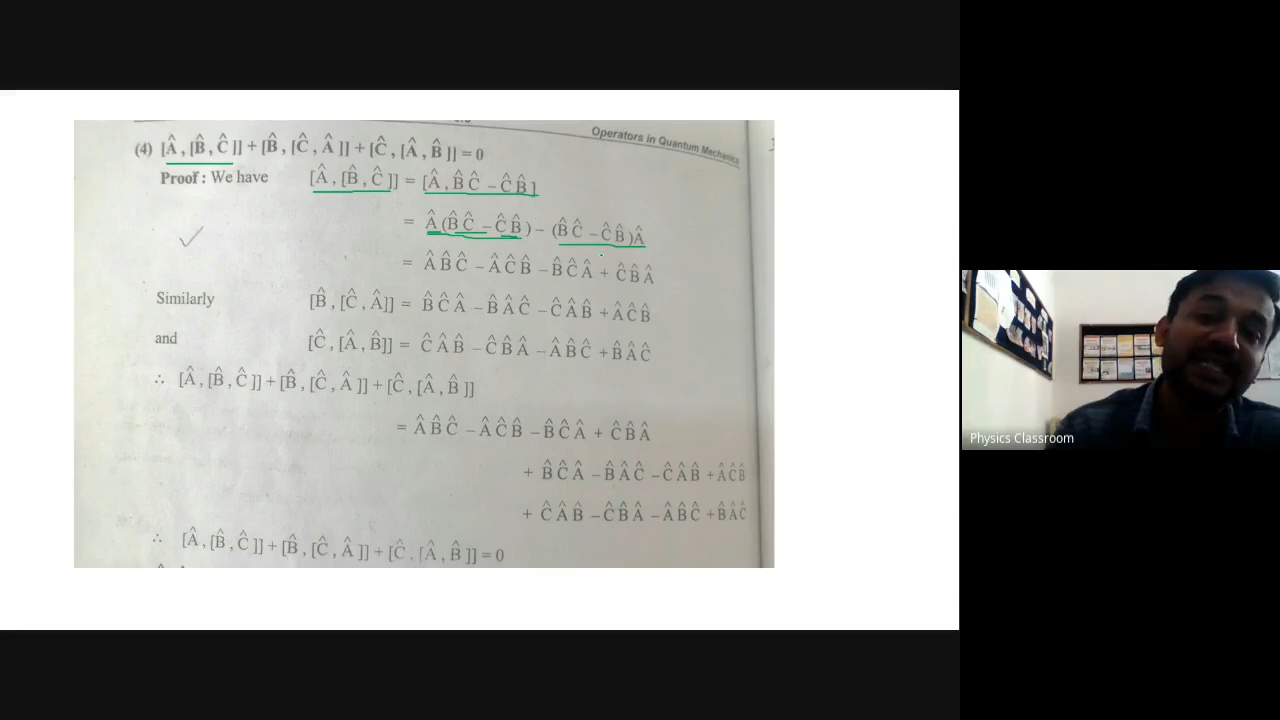 Operators in Quantum Mechanics
(4) [Â, [B̂, Ĉ]] + [B̂, [Ĉ, Â]] + [Ĉ, [Â, B̂]] = 0
Proof : We have [Â, [B̂, Ĉ]] = [Â, B̂Ĉ − ĈB̂]
= Â(B̂Ĉ − ĈB̂) − (B̂Ĉ − ĈB̂)Â
= ÂB̂Ĉ − ÂĈB̂ − B̂ĈÂ + ĈB̂Â
Similarly [B̂, [Ĉ, Â]] = B̂ĈÂ − B̂ÂĈ − ĈÂB̂ + ÂĈB̂
and [Ĉ, [Â, B̂]] = ĈÂB̂ − ĈB̂Â − ÂB̂Ĉ + B̂ÂĈ
∴ [Â, [B̂, Ĉ]] + [B̂, [Ĉ, Â]] + [Ĉ, [Â, B̂]]
= ÂB̂Ĉ − ÂĈB̂ − B̂ĈÂ + ĈB̂Â
+ B̂ĈÂ − B̂ÂĈ − ĈÂB̂ + ÂĈB̂
+ ĈÂB̂ − ĈB̂Â − ÂB̂Ĉ + B̂ÂĈ
∴ [Â, [B̂, Ĉ]] + [B̂, [Ĉ, Â]] + [Ĉ, [Â, B̂]] = 0
Physics Classroom